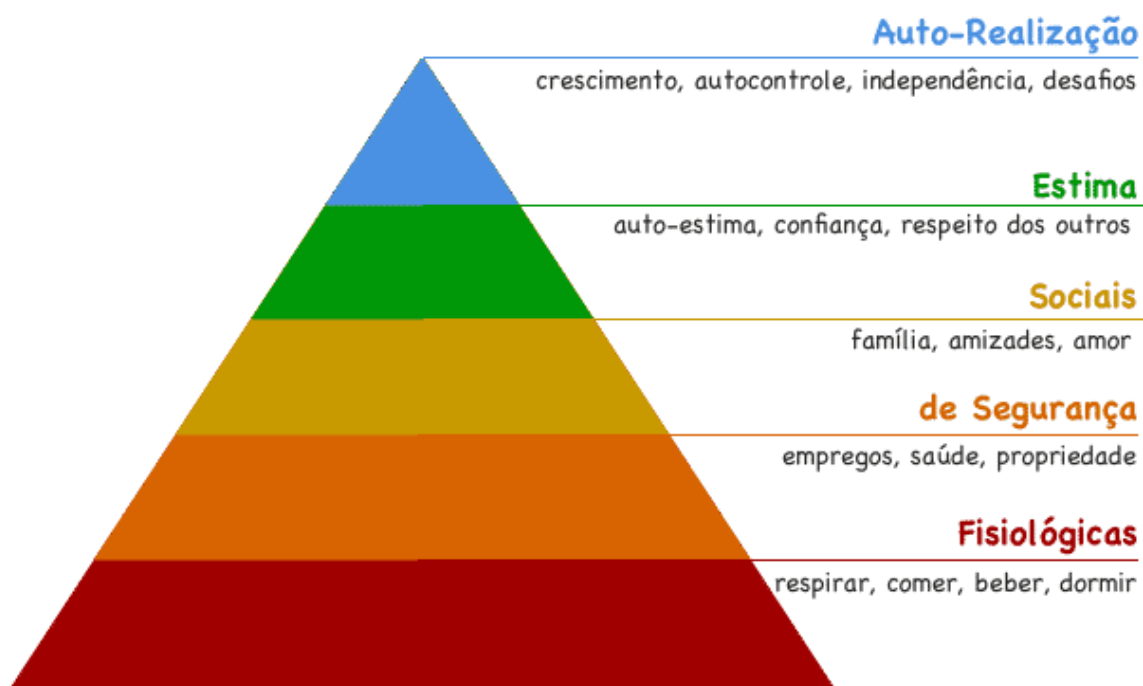 Auto-Realização
crescimento, autocontrole, independência, desafios
Estima
auto-estima, confiança, respeito dos outros
Sociais
família, amizades, amor
de Segurança
empregos, saúde, propriedade
Fisiológicas
respirar, comer, beber, dormir